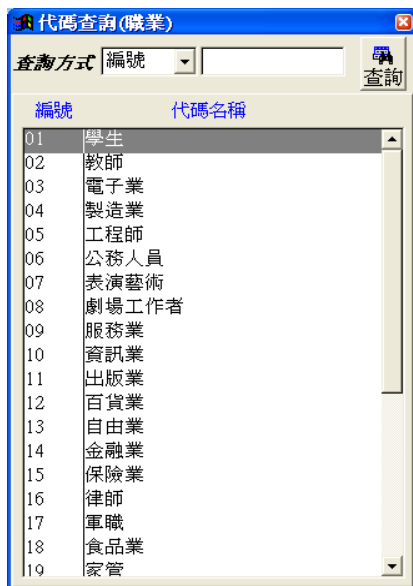 代碼查詢(職業)
查詢方式 編號
查詢
編號 代碼名稱
01 學生
02 教師
03 電子業
04 製造業
05 工程師
06 公務人員
07 表演藝術
08 劇場工作者
09 服務業
10 資訊業
11 出版業
12 百貨業
13 自由業
14 金融業
15 保險業
16 律師
17 軍職
18 食品業
19 家管